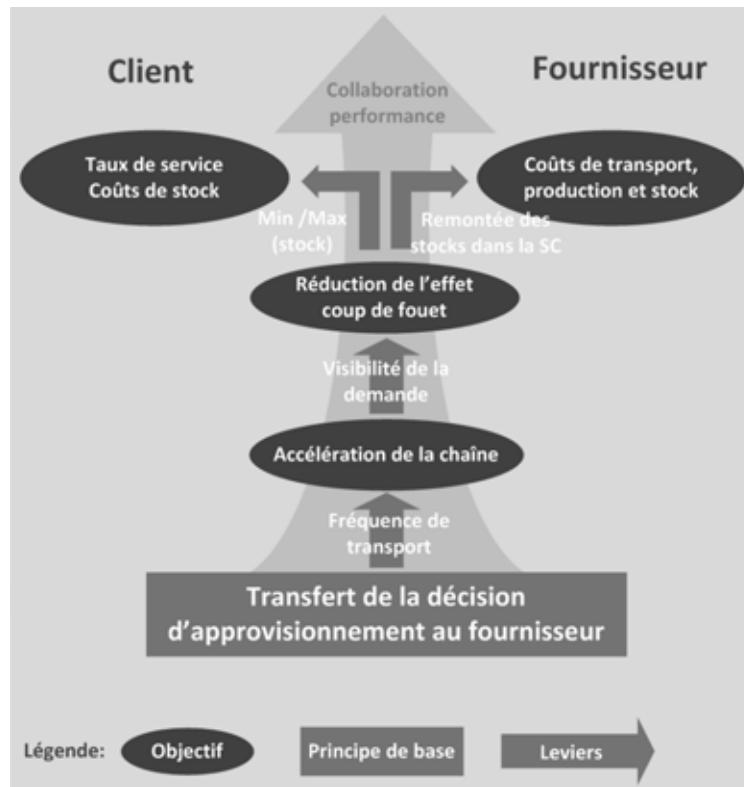 Client
Fournisseur
Collaboration
performance
Taux de service
Coûts de stock
Coûts de transport,
production et stock
Min /Max
(stock)
Remontée des
stocks dans la SC
Réduction de l'effet
coup de fouet
Visibilité de la
demande
Accélération de la chaîne
Fréquence de
transport
Transfert de la décision
d'approvisionnement au fournisseur
Légende:
Objectif
Principe de base
Leviers